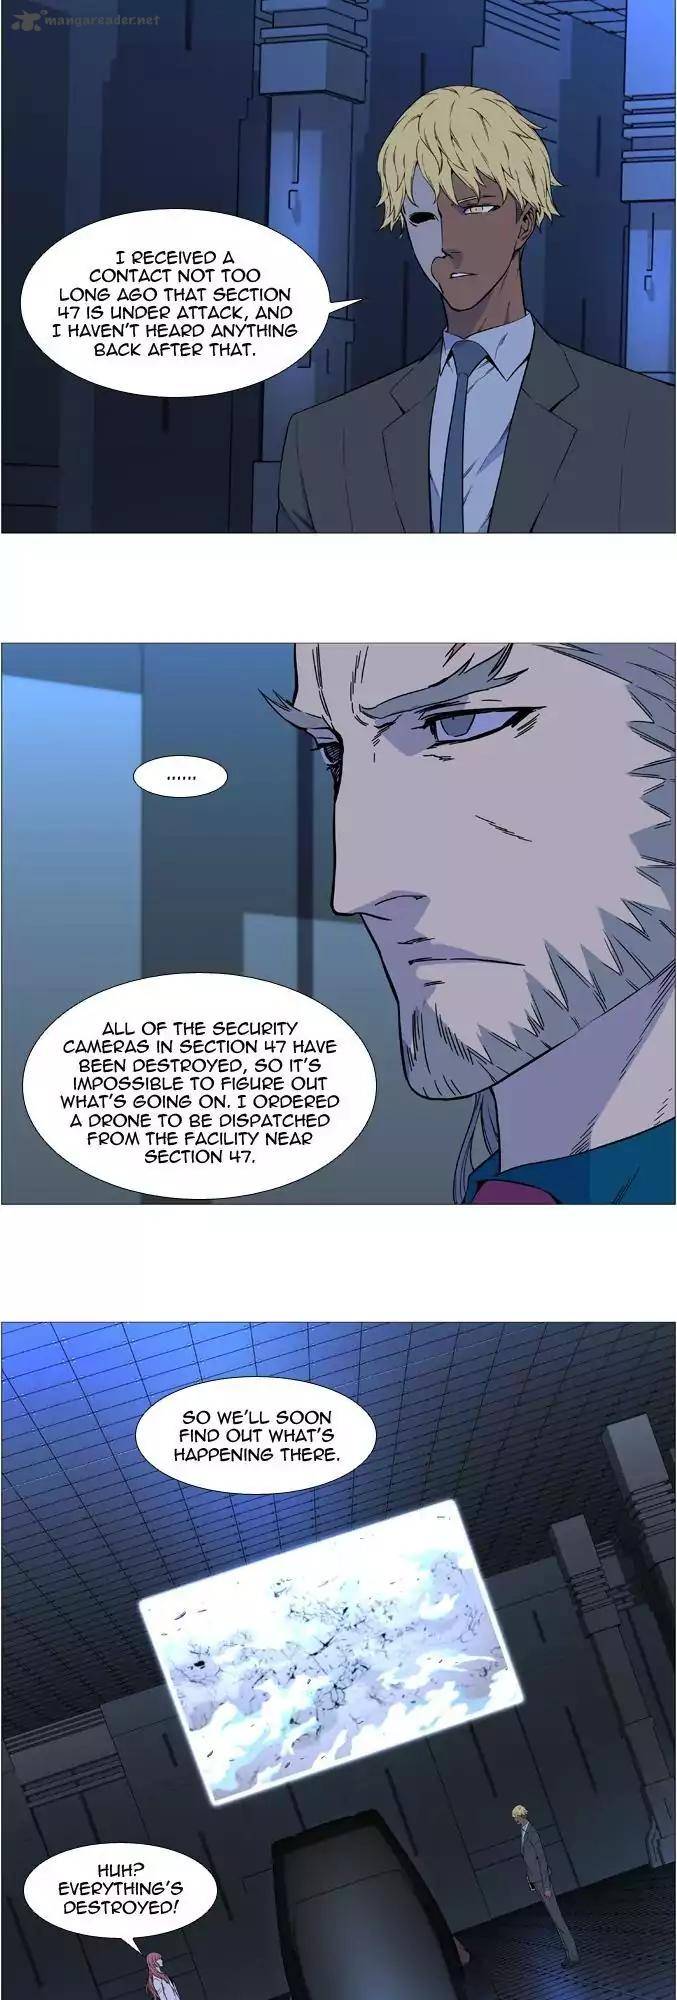 mangareader.net
I RECEIVED A
CONTACT NOT TOO
LONG AGO THAT SECTION
47 IS UNDER ATTACK, AND
I HAVEN'T HEARD ANYTHING
BACK AFTER THAT.
......
ALL OF THE SECURITY
CAMERAS IN SECTION 47 HAVE
BEEN DESTROYED, SO IT'S
IMPOSSIBLE TO FIGURE OUT
WHAT'S GOING ON. I ORDERED
A DRONE TO BE DISPATCHED
FROM THE FACILITY NEAR
SECTION 47.
SO WE'LL SOON
FIND OUT WHAT'S
HAPPENING THERE.
HUH?
EVERYTHING'S
DESTROYED!